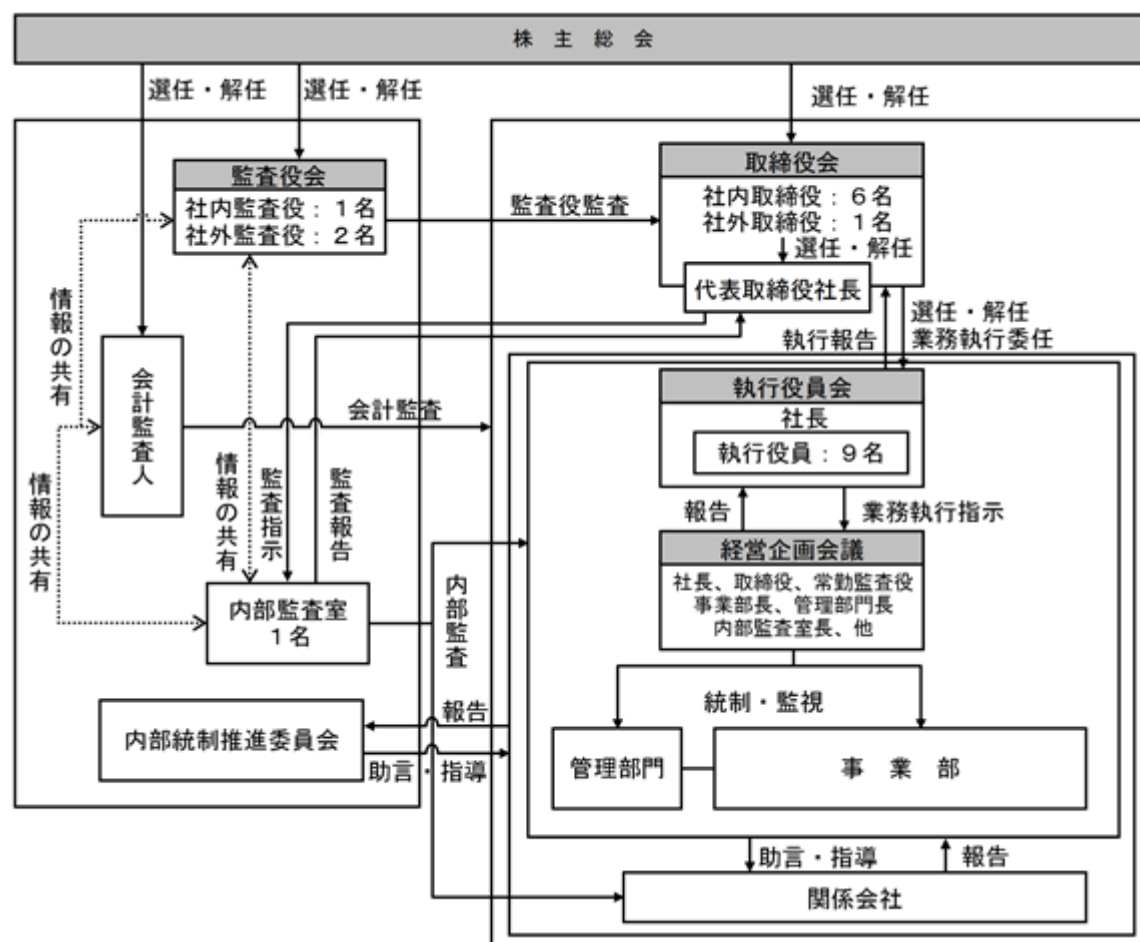 株 主 総 会
選任・解任
選任・解任
選任・解任
監査役会
社内監査役：１名
社外監査役：２名
監査役監査
取締役会
社内取締役：６名
社外取締役：１名
選任・解任
代表取締役社長
情報の共有
選任・解任
業務執行委任
執行報告
会計監査人
会計監査
執行役員会
社長
執行役員：９名
情報の共有
情報の共有
監査指示
監査報告
報告
業務執行指示
経営企画会議
社長、取締役、常勤監査役
事業部長、管理部門長
内部監査室長、他
内部監査室
１名
内部監査
統制・監視
内部統制推進委員会
報告
助言・指導
管理部門
事 業 部
助言・指導
報告
関係会社